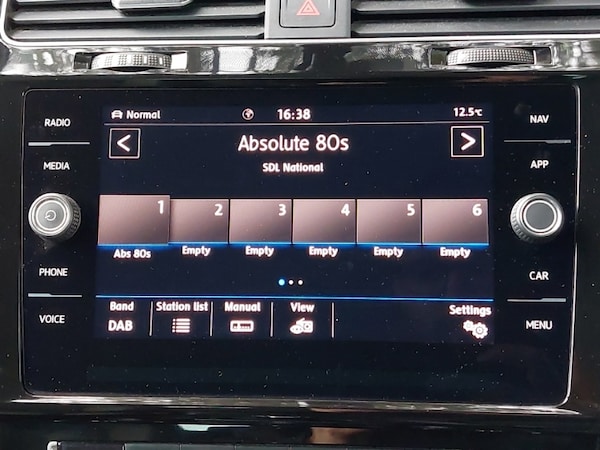 RADIO
MEDIA
PHONE
VOICE
Normal
16:38
12.5℃
<
Absolute 80s
>
SDL National
1
2
3
4
5
6
Abs 80s
Empty
Empty
Empty
Empty
Empty
Band
Station list
Manual
View
Settings
DAB
NAV
APP
CAR
MENU